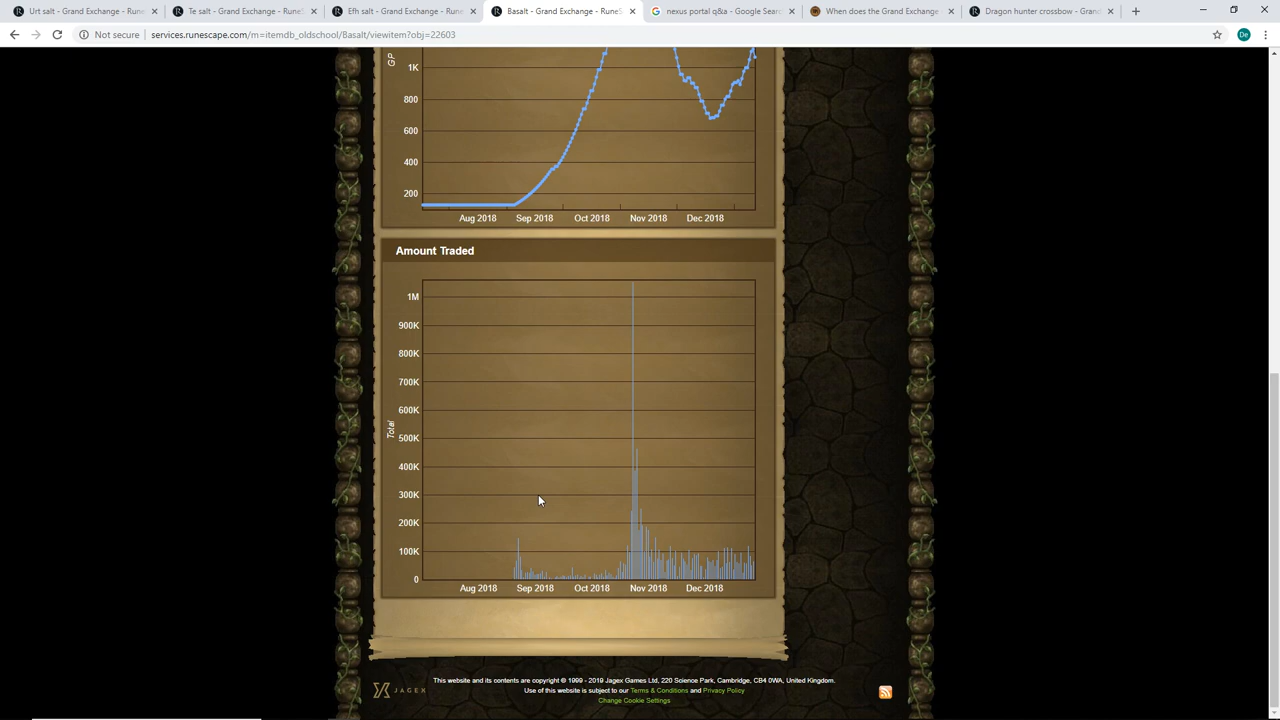 Urt salt - Grand Exchange - RuneS
Te salt - Grand Exchange - RuneSc
Efh salt - Grand Exchange - RuneS
Basalt - Grand Exchange - RuneSc
nexus portal q&a - Google Search
When does the Grand Exchange
Dragon hunter crossbow - Grand
Not secure
services.runescape.com/m=itemdb_oldschool/Basalt/viewitem?obj=22603
De
GP
1K
800
600
400
200
Aug 2018 Sep 2018 Oct 2018 Nov 2018 Dec 2018
Amount Traded
Total
1M
900K
800K
700K
600K
500K
400K
300K
200K
100K
0
Aug 2018 Sep 2018 Oct 2018 Nov 2018 Dec 2018
JAGEX
This website and its contents are copyright © 1999 - 2019 Jagex Games Ltd, 220 Science Park, Cambridge, CB4 0WA, United Kingdom.
Use of this website is subject to our Terms & Conditions and Privacy Policy
Change Cookie Settings